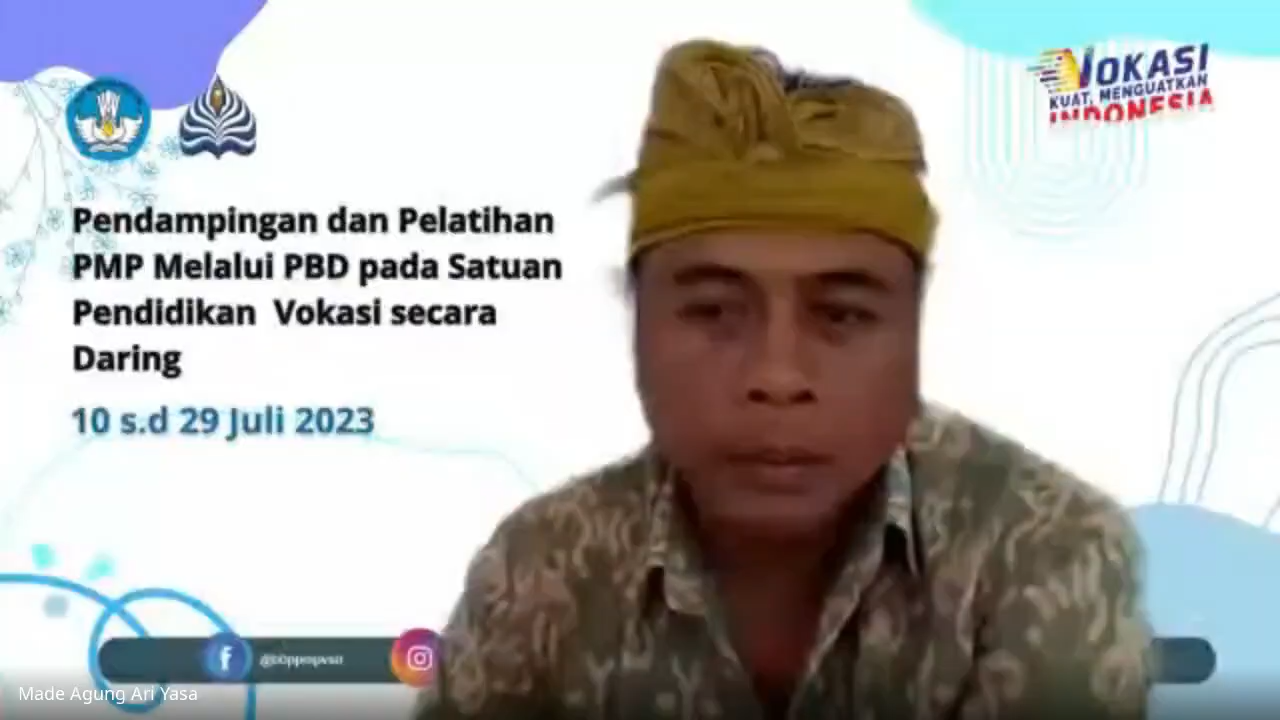 VOKASI
KUAT, MENGUATKAN
INDONESIA
Pendampingan dan Pelatihan
PMP Melalui PBD pada Satuan
Pendidikan Vokasi secara
Daring
10 s.d 29 Juli 2023
Made Agung Ari Yasa